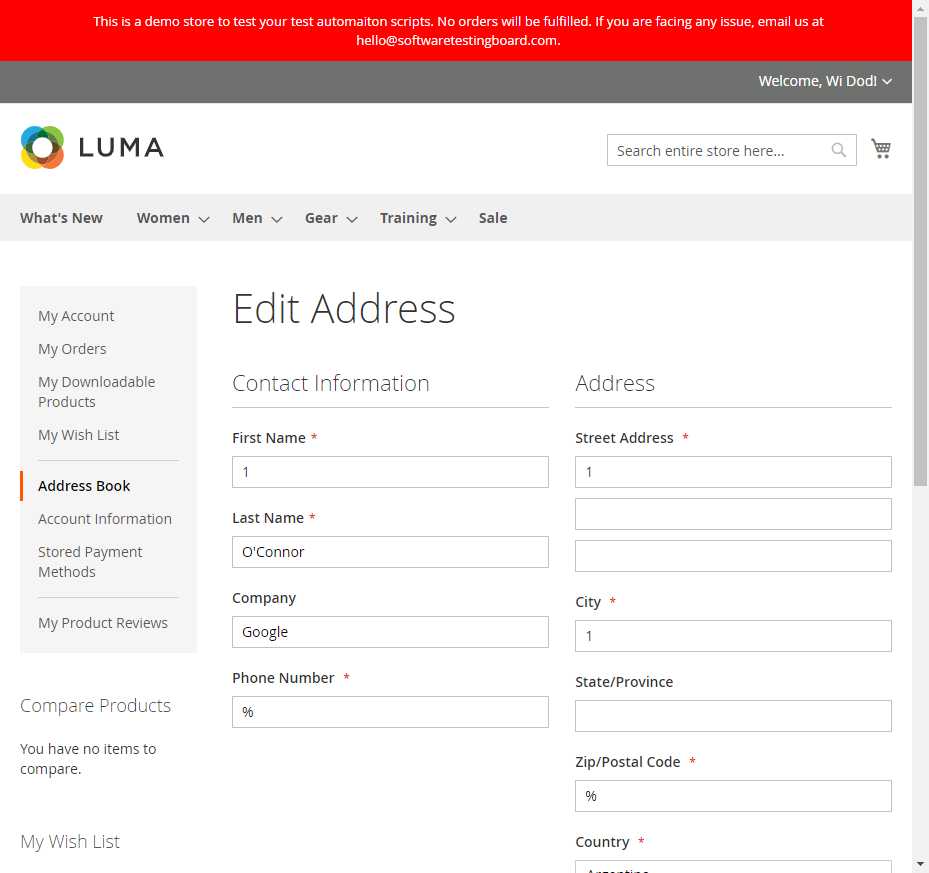 This is a demo store to test your test automaiton scripts. No orders will be fulfilled. If you are facing any issue, email us at
hello@softwaretestingboard.com.
Welcome, Wi Dod!
LUMA
Search entire store here...
What's New Women Men Gear Training Sale
My Account
My Orders
My Downloadable
Products
My Wish List
Address Book
Account Information
Stored Payment
Methods
My Product Reviews
Compare Products
You have no items to
compare.
My Wish List
Edit Address
Contact Information
First Name *
1
Last Name *
O'Connor
Company
Google
Phone Number *
%
Address
Street Address *
1
City *
1
State/Province
Zip/Postal Code *
%
Country *
Argentina